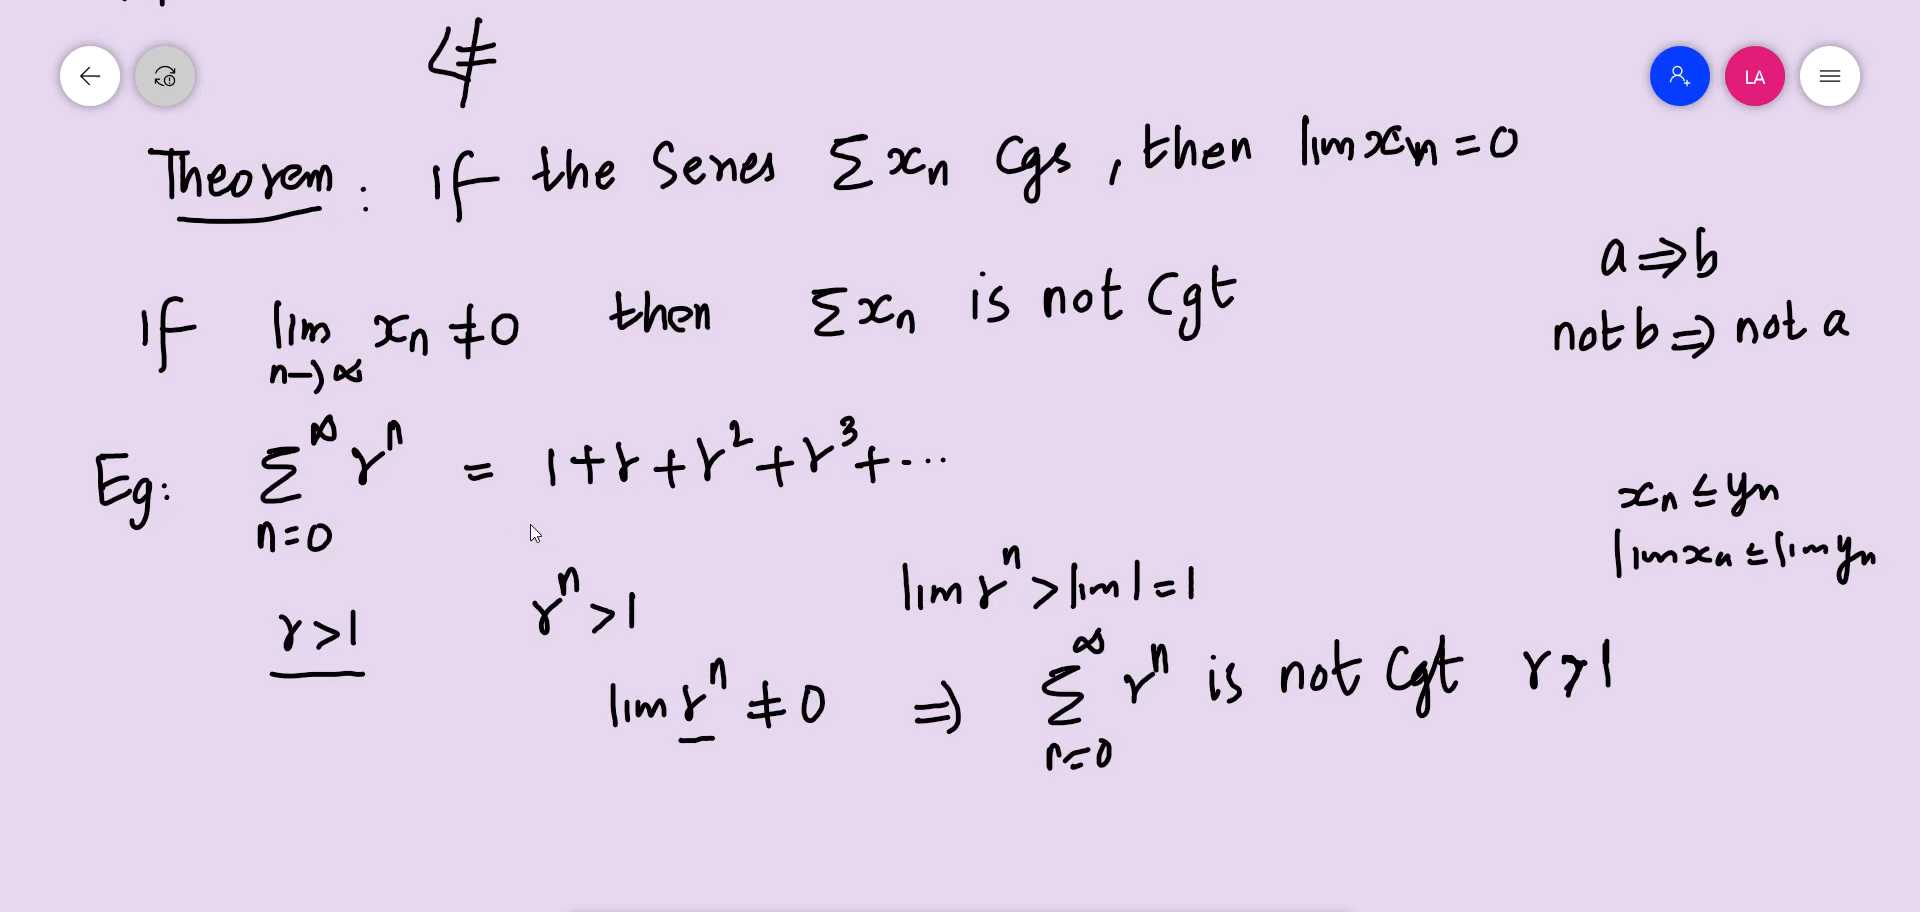 ⇍
LA
Theorem : If the Series Σ xn cgs , then lim xn = 0
a ⇒ b
If lim n→∞ xn ≠ 0 then Σ xn is not cgt
not b ⇒ not a
Eg: Σ n=0 ∞ r^n = 1 + r + r^2 + r^3 + ...
xn ≤ yn
lim xn ≤ lim yn
r > 1 r^n > 1 lim r^n > lim 1 = 1
lim r^n ≠ 0 ⇒ Σ n=0 ∞ r^n is not cgt r > 1